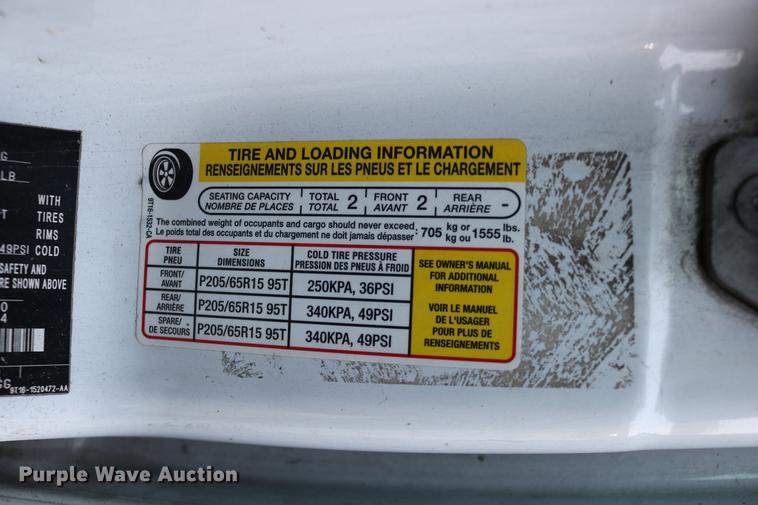 G
LB
WITH
T TIRES
RIMS
49PSI COLD
SAFETY AND
RE SHOWN ABOVE
0
4
GG
9T16-1520472-AA
9T16-1532-CA
TIRE AND LOADING INFORMATION
RENSEIGNEMENTS SUR LES PNEUS ET LE CHARGEMENT
SEATING CAPACITY TOTAL 2 FRONT 2 REAR -
NOMBRE DE PLACES TOTAL AVANT ARRIÈRE
The combined weight of occupants and cargo should never exceed : 705 kg or 1555 lbs.
Le poids total des occupants et du chargement ne doit jamais dépasser kg ou lb.
TIRE SIZE COLD TIRE PRESSURE
PNEU DIMENSIONS PRESSION DES PNEUS À FROID
FRONT/
AVANT P205/65R15 95T 250KPA, 36PSI
REAR/
ARRIÈRE P205/65R15 95T 340KPA, 49PSI
SPARE/
DE SECOURS P205/65R15 95T 340KPA, 49PSI
SEE OWNER'S MANUAL
FOR ADDITIONAL
INFORMATION
VOIR LE MANUEL
DE L'USAGER
POUR PLUS DE
RENSEIGNEMENTS
Purple Wave Auction